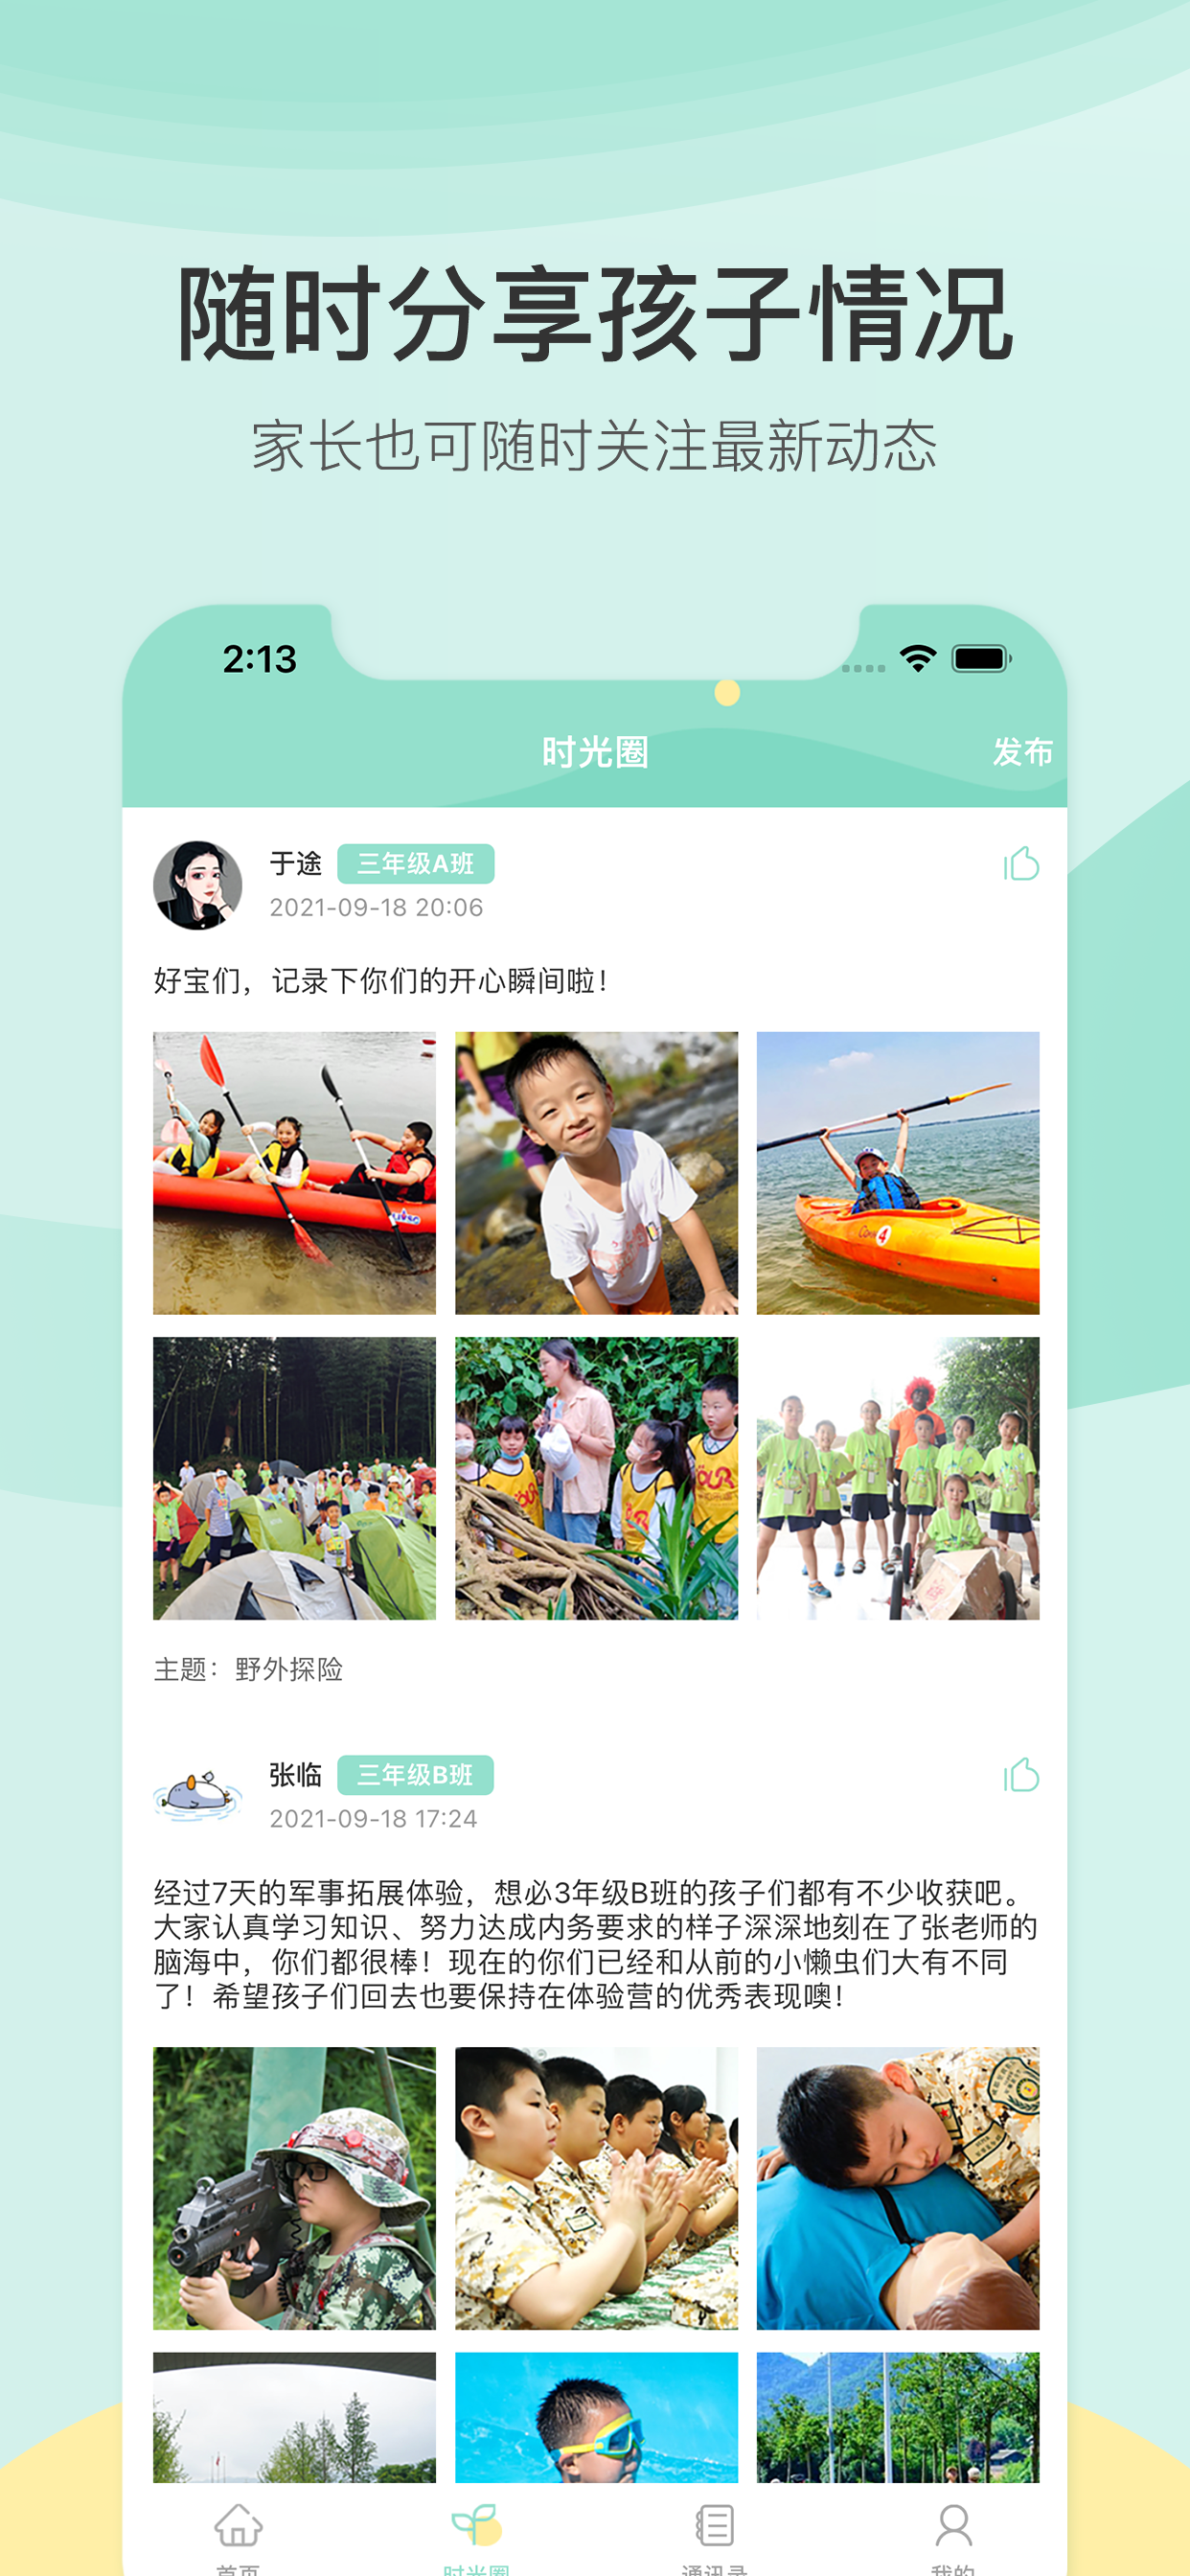 随时分享孩子情况
家长也可随时关注最新动态
2:13
时光圈
发布
于途
三年级A班
2021-09-18 20:06
好宝们，记录下你们的开心瞬间啦！
4
主题：野外探险
张临
三年级B班
2021-09-18 17:24
经过7天的军事拓展体验，想必3年级B班的孩子们都有不少收获吧。
大家认真学习知识、努力达成内务要求的样子深深地刻在了张老师的
脑海中，你们都很棒！现在的你们已经和从前的小懒虫们大有不同
了！希望孩子们回去也要保持在体验营的优秀表现噢！
首页
时光圈
通讯录
我的